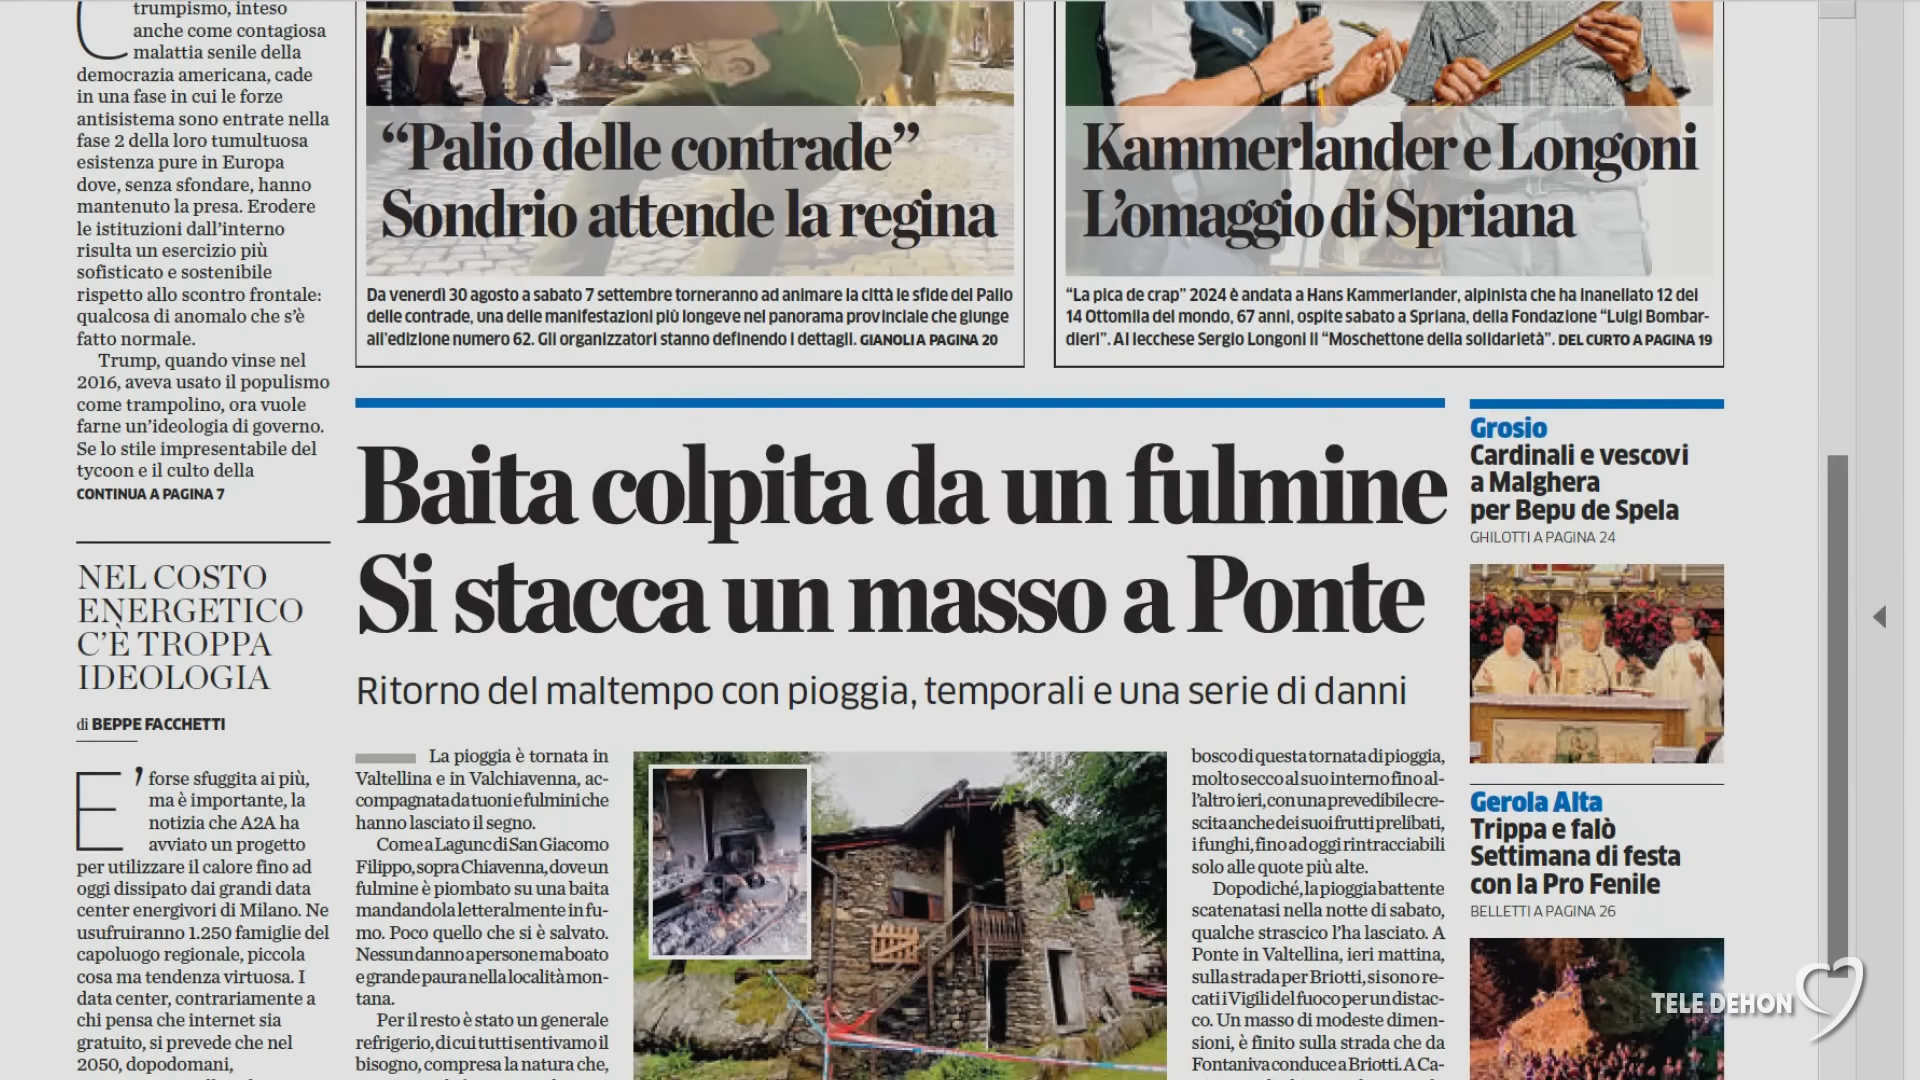 C trumpismo, inteso
anche come contagiosa
malattia senile della
democrazia americana, cade
in una fase in cui le forze
antisistema sono entrate nella
fase 2 della loro tumultuosa
esistenza pure in Europa
dove, senza sfondare, hanno
mantenuto la presa. Erodere
le istituzioni dall'interno
risulta un esercizio più
sofisticato e sostenibile
rispetto allo scontro frontale:
qualcosa di anomalo che s'è
fatto normale.
Trump, quando vinse nel
2016, aveva usato il populismo
come trampolino, ora vuole
farne un'ideologia di governo.
Se lo stile impresentabile del
tycoon e il culto della
CONTINUA A PAGINA 7
NEL COSTO
ENERGETICO
C'È TROPPA
IDEOLOGIA
di BEPPE FACCHETTI
E' forse sfuggita ai più,
ma è importante, la
notizia che A2A ha
avviato un progetto
per utilizzare il calore fino ad
oggi dissipato dai grandi data
center energivori di Milano. Ne
usufruiranno 1.250 famiglie del
capoluogo regionale, piccola
cosa ma tendenza virtuosa. I
data center, contrariamente a
chi pensa che internet sia
gratuito, si prevede che nel
2050, dopodomani,
“Palio delle contrade”
Sondrio attende la regina
Da venerdì 30 agosto a sabato 7 settembre torneranno ad animare la città le sfide del Palio
delle contrade, una delle manifestazioni più longeve nel panorama provinciale che giunge
all'edizione numero 62. Gli organizzatori stanno definendo i dettagli. GIANOLI A PAGINA 20
Kammerlander e Longoni
L'omaggio di Spriana
“La pica de crap” 2024 è andata a Hans Kammerlander, alpinista che ha inanellato 12 dei
14 Ottomila del mondo, 67 anni, ospite sabato a Spriana, della Fondazione “Luigi Bombar-
dieri”. Al lecchese Sergio Longoni il “Moschettone della solidarietà”. DEL CURTO A PAGINA 19
Baita colpita da un fulmine
Si stacca un masso a Ponte
Ritorno del maltempo con pioggia, temporali e una serie di danni
La pioggia è tornata in
Valtellina e in Valchiavenna, ac-
compagnata da tuoni e fulmini che
hanno lasciato il segno.
Come a Lagunc di San Giacomo
Filippo, sopra Chiavenna, dove un
fulmine è piombato su una baita
mandandola letteralmente in fu-
mo. Poco quello che si è salvato.
Nessun danno a persone ma boato
e grande paura nella località mon-
tana.
Per il resto è stato un generale
refrigerio, di cui tutti sentivamo il
bisogno, compresa la natura che,
bosco di questa tornata di pioggia,
molto secco al suo interno fino al-
l'altro ieri, con una prevedibile cre-
scita anche dei suoi frutti prelibati,
i funghi, fino ad oggi rintracciabili
solo alle quote più alte.
Dopodiché, la pioggia battente
scatenatasi nella notte di sabato,
qualche strascico l'ha lasciato. A
Ponte in Valtellina, ieri mattina,
sulla strada per Briotti, si sono re-
cati i Vigili del fuoco per un distac-
co. Un masso di modeste dimen-
sioni, è finito sulla strada che da
Fontaniva conduce a Briotti. A Ca-
Grosio
Cardinali e vescovi
a Malghera
per Bepu de Spela
GHILOTTI A PAGINA 24
Gerola Alta
Trippa e falò
Settimana di festa
con la Pro Fenile
BELLETTI A PAGINA 26
TELE DEHON